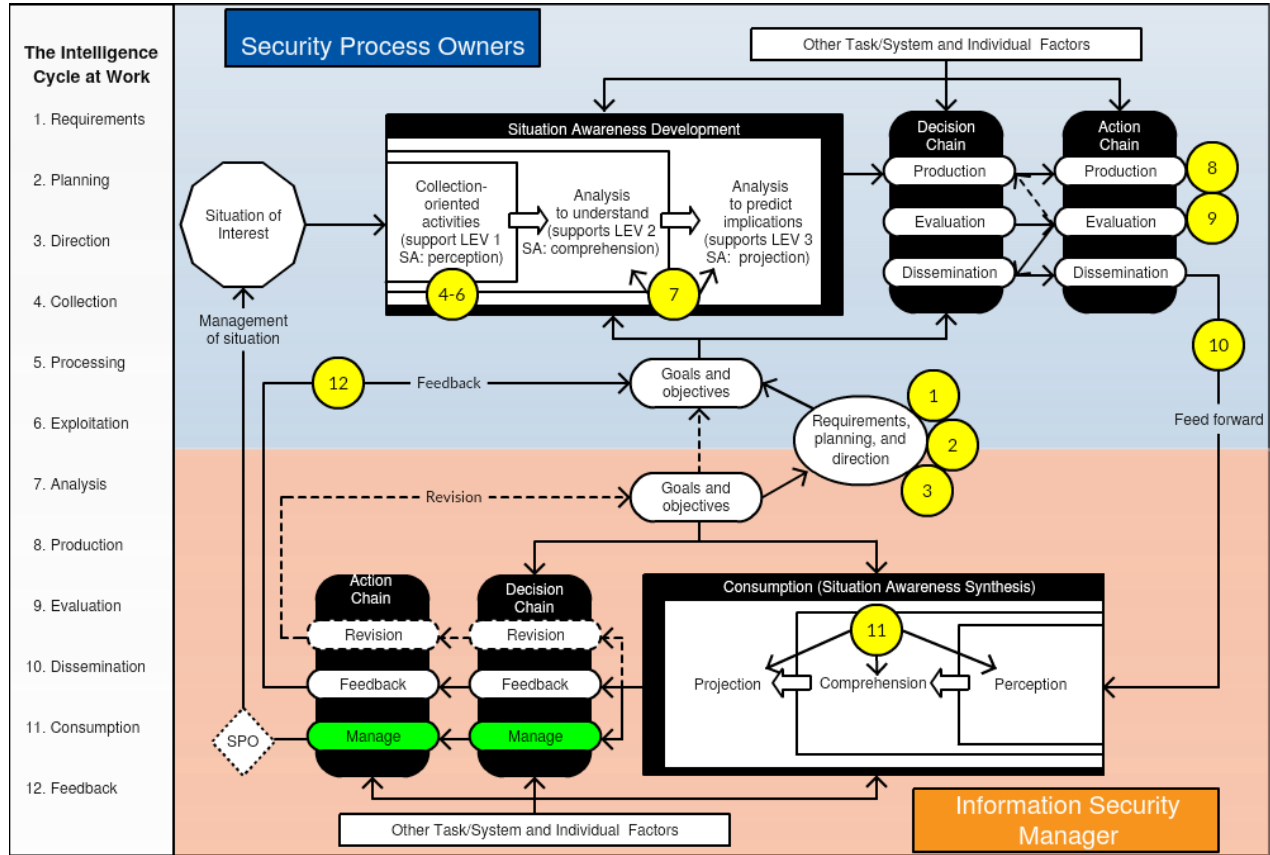 The Intelligence
Cycle at Work
1. Requirements
2. Planning
3. Direction
4. Collection
5. Processing
6. Exploitation
7. Analysis
8. Production
9. Evaluation
10. Dissemination
11. Consumption
12. Feedback
Security Process Owners
Other Task/System and Individual Factors
Situation Awareness Development
Situation of
Interest
Collection-
oriented
activities
(support LEV 1
SA: perception)
4-6
Analysis
to understand
(supports LEV 2
SA: comprehension)
7
Analysis
to predict
implications
(supports LEV 3
SA: projection)
Decision
Chain
Production
Evaluation
Dissemination
Action
Chain
Production
Evaluation
Dissemination
8
9
10
Feed forward
Management
of situation
12
Feedback
Goals and
objectives
Requirements,
planning, and
direction
1
2
3
Revision
Goals and
objectives
Action
Chain
Revision
Feedback
Manage
Decision
Chain
Revision
Feedback
Manage
Consumption (Situation Awareness Synthesis)
11
Projection
Comprehension
Perception
SPO
Other Task/System and Individual Factors
Information Security
Manager